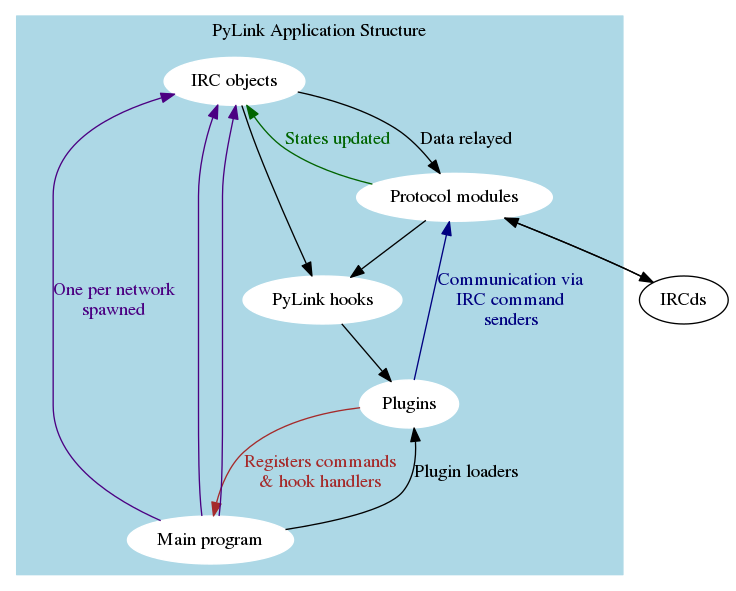 PyLink Application Structure
IRC objects
States updated
Data relayed
Protocol modules
One per network
spawned
PyLink hooks
Communication via
IRC command
senders
IRCds
Plugins
Registers commands
& hook handlers
Plugin loaders
Main program